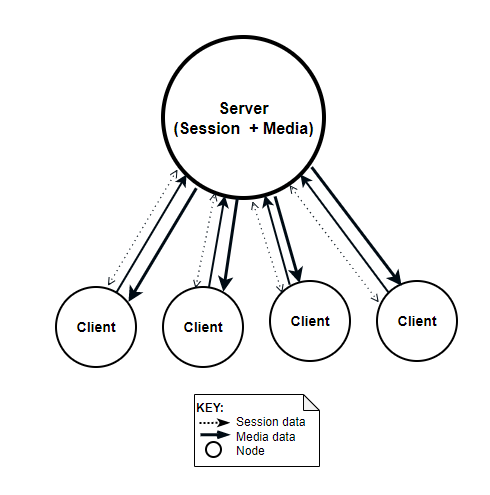 Server
(Session + Media)
Client
Client
Client
Client
KEY:
Session data
Media data
Node